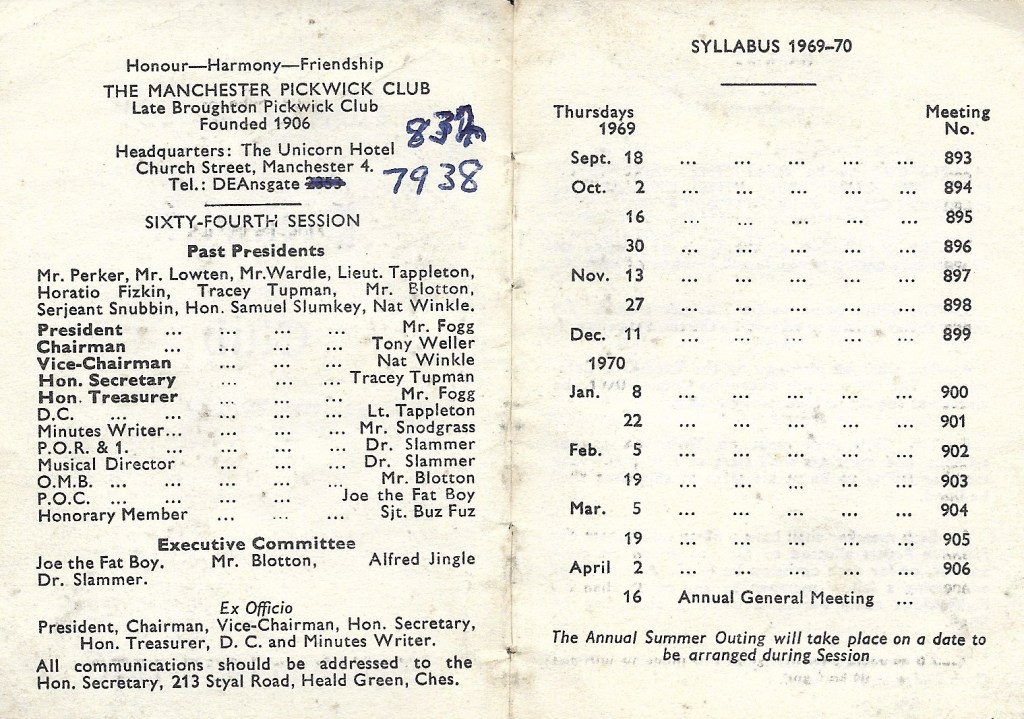 Honour—Harmony—Friendship
THE MANCHESTER PICKWICK CLUB
Late Broughton Pickwick Club
Founded 1906
Headquarters: The Unicorn Hotel
Church Street, Manchester 4.
Tel.: DEAnsgate
832
7938
SIXTY-FOURTH SESSION
Past Presidents
Mr. Perker, Mr. Lowten, Mr.Wardle, Lieut. Tappleton,
Horatio Fizkin, Tracey Tupman, Mr. Blotton,
Serjeant Snubbin, Hon. Samuel Slumkey, Nat Winkle.
President ... ... ... ... Mr. Fogg
Chairman ... ... ... ... Tony Weller
Vice-Chairman ... ... ... Nat Winkle
Hon. Secretary ... ... ... Tracey Tupman
Hon. Treasurer ... ... ... Mr. Fogg
D.C. ... ... ... ... ... Lt. Tappleton
Minutes Writer... ... ... ... Mr. Snodgrass
P.O.R. & 1. ... ... ... ... Dr. Slammer
Musical Director ... ... ... Dr. Slammer
O.M.B. ... ... ... ... ... Mr. Blotton
P.O.C. ... ... ... ... Joe the Fat Boy
Honorary Member ... ... ... Sjt. Buz Fuz
Executive Committee
Joe the Fat Boy. Mr. Blotton, Alfred Jingle
Dr. Slammer.
Ex Officio
President, Chairman, Vice-Chairman, Hon. Secretary,
Hon. Treasurer, D. C. and Minutes Writer.
All communications should be addressed to the
Hon. Secretary, 213 Styal Road, Heald Green, Ches.
SYLLABUS 1969-70
Thursdays Meeting
1969 No.
Sept. 18 ... ... ... ... ... 893
Oct. 2 ... ... ... ... ... 894
16 ... ... ... ... 895
30 ... ... ... ... ... 896
Nov. 13 ... ... ... ... ... 897
27 ... ... ... ... ... 898
Dec. 11 ... ... ... ... ... 899
1970
Jan. 8 ... ... ... ... ... 900
22 ... ... ... ... ... 901
Feb. 5 ... ... ... ... ... 902
19 ... ... ... ... ... 903
Mar. 5 ... ... ... ... ... 904
19 ... ... ... ... ... 905
April 2 ... ... ... ... ... 906
16 Annual General Meeting ...
The Annual Summer Outing will take place on a date to
be arranged during Session